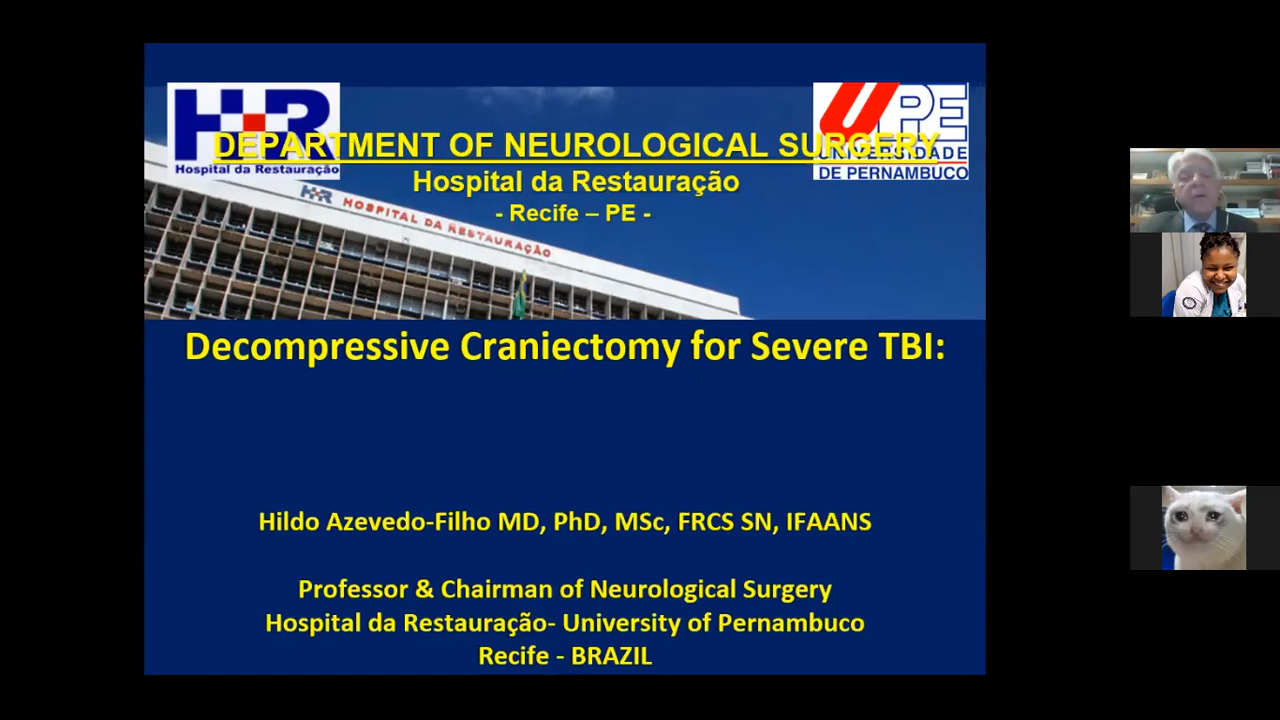 HR
Hospital da Restauração
UPE
UNIVERSIDADE
DE PERNAMBUCO
DEPARTMENT OF NEUROLOGICAL SURGERY
Hospital da Restauração
- Recife – PE -
HR HOSPITAL DA RESTAURAÇÃO
Decompressive Craniectomy for Severe TBI:
Hildo Azevedo-Filho MD, PhD, MSc, FRCS SN, IFAANS
Professor & Chairman of Neurological Surgery
Hospital da Restauração- University of Pernambuco
Recife - BRAZIL